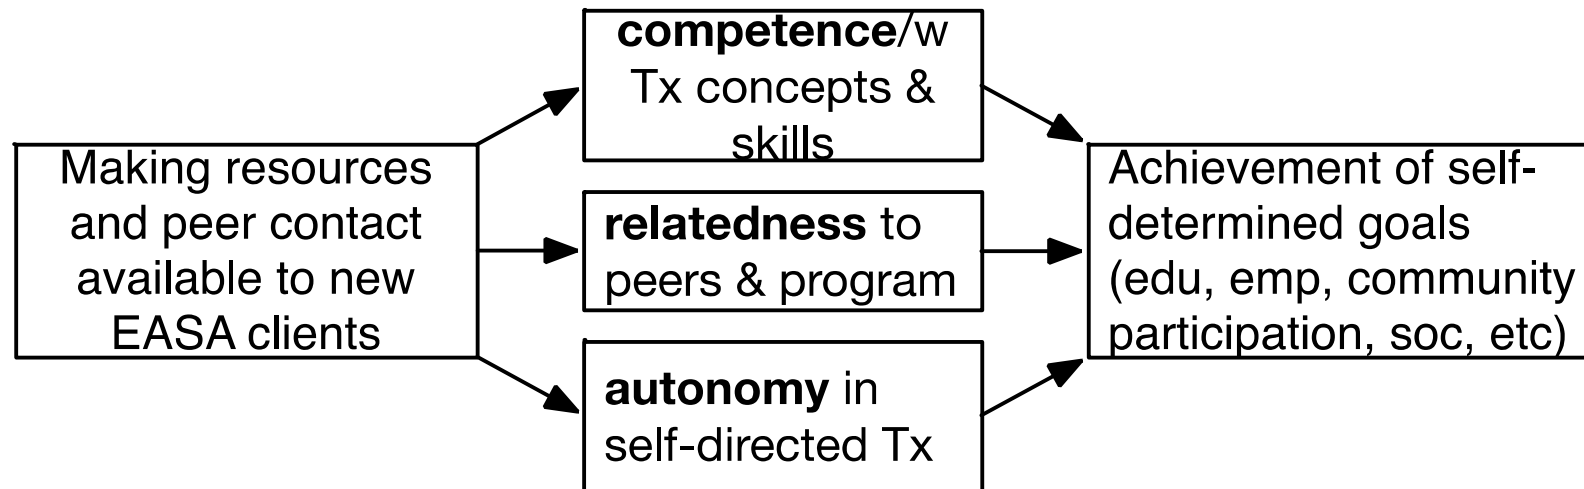 Making resources
and peer contact
available to new
EASA clients
competence/w
Tx concepts &
skills
relatedness to
peers & program
autonomy in
self-directed Tx
Achievement of self-
determined goals
(edu, emp, community
participation, soc, etc)